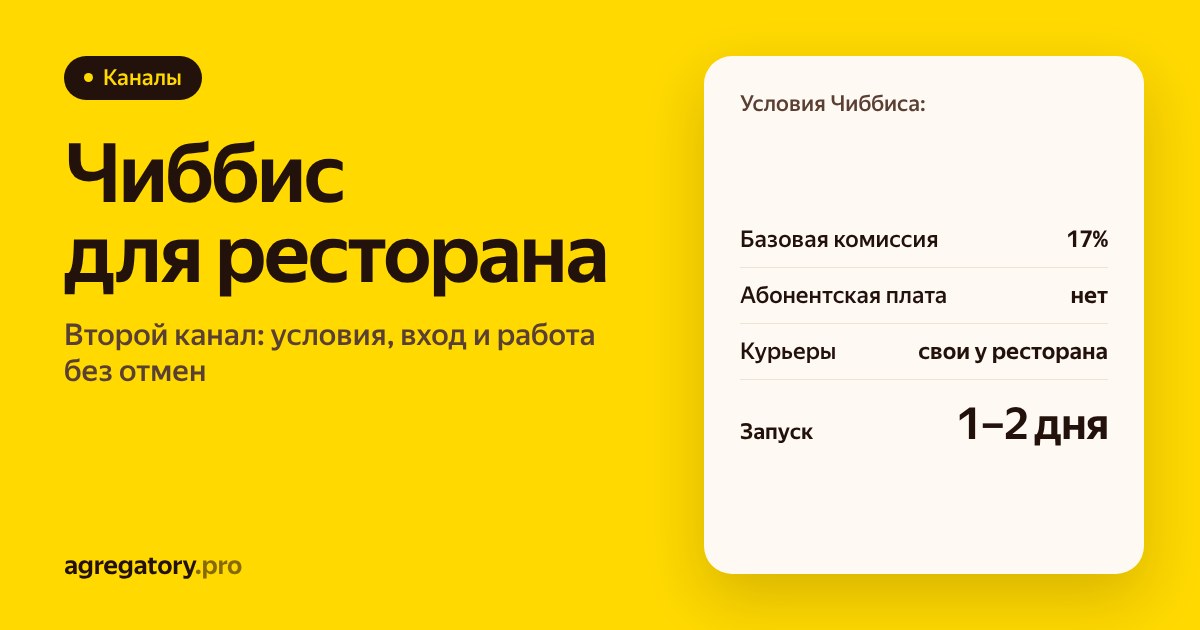 Каналы
Чиббис
для ресторана
Второй канал: условия, вход и работа
без отмен
agregatory.pro
Условия Чиббиса:
Базовая комиссия 17%
Абонентская плата нет
Курьеры свои у ресторана
Запуск 1–2 дня